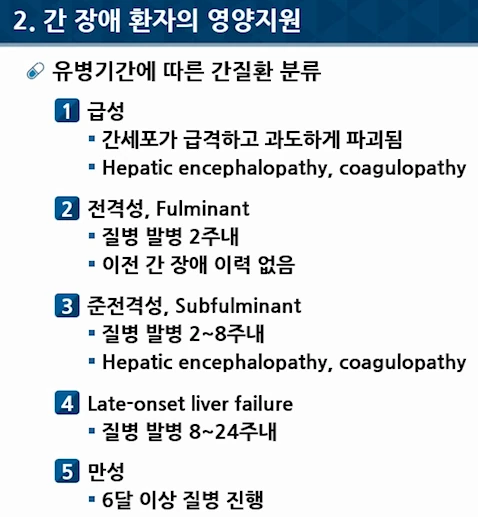 2. 간 장애 환자의 영양지원
유병기간에 따른 간질환 분류
1 급성
▪ 간세포가 급격하고 과도하게 파괴됨
▪ Hepatic encephalopathy, coagulopathy
2 전격성, Fulminant
▪ 질병 발병 2주내
▪ 이전 간 장애 이력 없음
3 준전격성, Subfulminant
▪ 질병 발병 2~8주내
▪ Hepatic encephalopathy, coagulopathy
4 Late-onset liver failure
▪ 질병 발병 8~24주내
5 만성
▪ 6달 이상 질병 진행